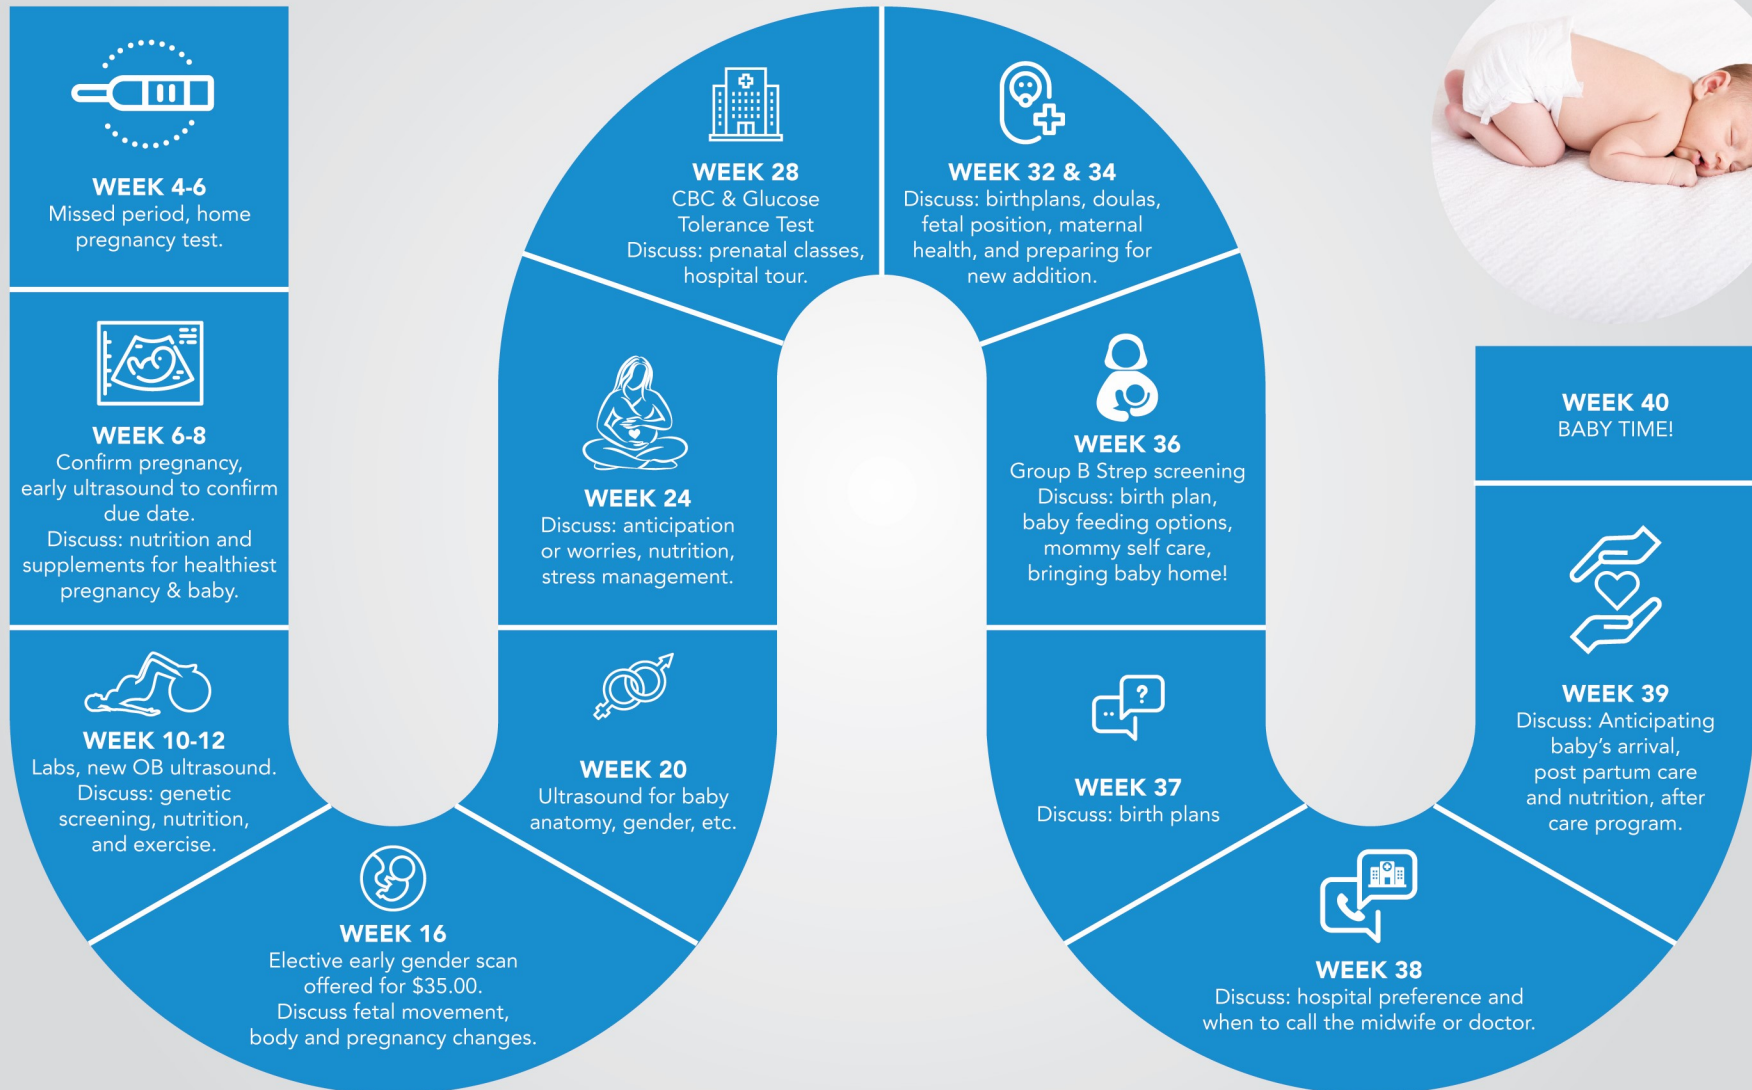 WEEK 4-6
Missed period, home
pregnancy test.
WEEK 6-8
Confirm pregnancy,
early ultrasound to confirm
due date.
Discuss: nutrition and
supplements for healthiest
pregnancy & baby.
WEEK 10-12
Labs, new OB ultrasound.
Discuss: genetic
screening, nutrition,
and exercise.
WEEK 16
Elective early gender scan
offered for $35.00.
Discuss fetal movement,
body and pregnancy changes.
WEEK 20
Ultrasound for baby
anatomy, gender, etc.
WEEK 24
Discuss: anticipation
or worries, nutrition,
stress management.
WEEK 28
CBC & Glucose
Tolerance Test
Discuss: prenatal classes,
hospital tour.
WEEK 32 & 34
Discuss: birthplans, doulas,
fetal position, maternal
health, and preparing for
new addition.
WEEK 36
Group B Strep screening
Discuss: birth plan,
baby feeding options,
mommy self care,
bringing baby home!
?
WEEK 37
Discuss: birth plans
WEEK 38
Discuss: hospital preference and
when to call the midwife or doctor.
WEEK 39
Discuss: Anticipating
baby's arrival,
post partum care
and nutrition, after
care program.
WEEK 40
BABY TIME!